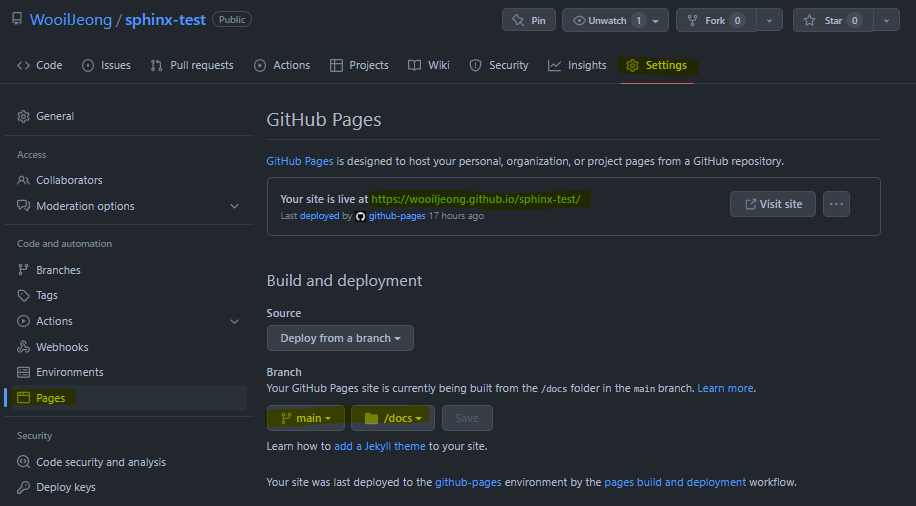 WooilJeong / sphinx-test Public
Pin Unwatch 1 Fork 0 Star 0
Code Issues Pull requests Actions Projects Wiki Security Insights Settings
General
Access
Collaborators
Moderation options
Code and automation
Branches
Tags
Actions
Webhooks
Environments
Pages
Security
Code security and analysis
Deploy keys
GitHub Pages
GitHub Pages is designed to host your personal, organization, or project pages from a GitHub repository.
Your site is live at https://wooiljeong.github.io/sphinx-test/
Last deployed by github-pages 17 hours ago
Visit site
Build and deployment
Source
Deploy from a branch
Branch
Your GitHub Pages site is currently being built from the /docs folder in the main branch. Learn more.
main /docs Save
Learn how to add a Jekyll theme to your site.
Your site was last deployed to the github-pages environment by the pages build and deployment workflow.